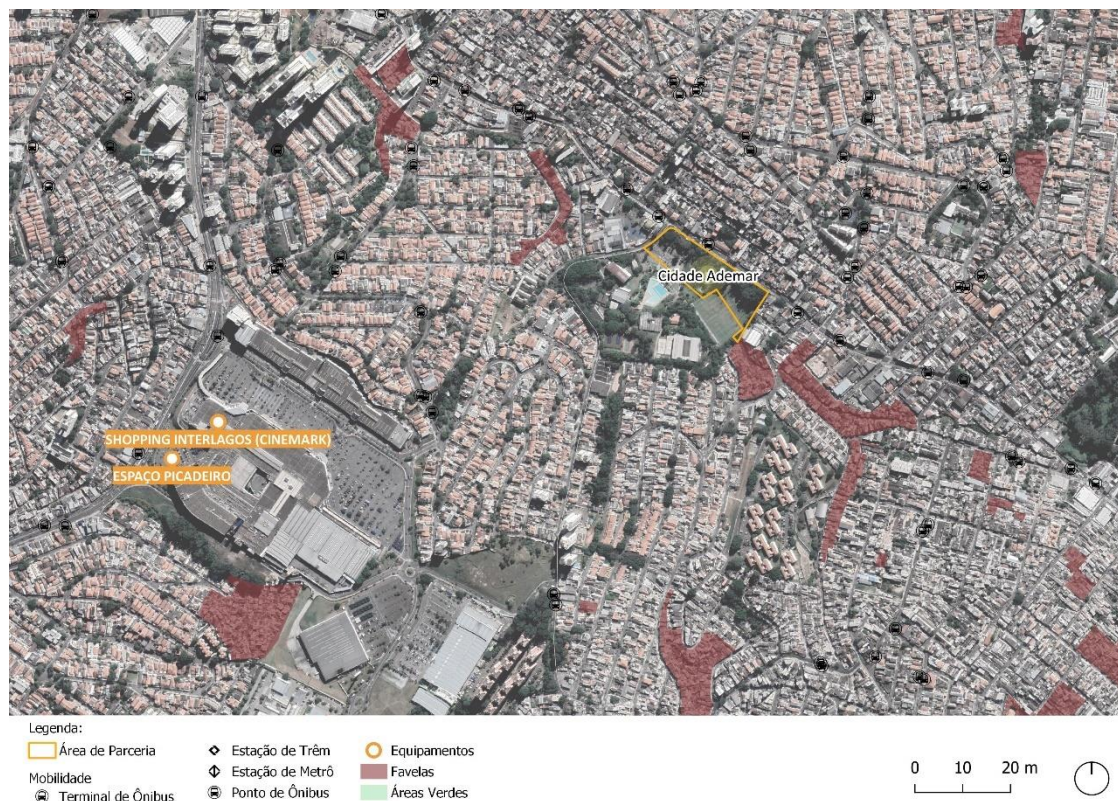 Cidade Ademar
SHOPPING INTERLAGOS (CINEMARK)
ESPAÇO PICADEIRO
Legenda:
Área de Parceria
Mobilidade
Terminal de Ônibus
Estação de Trêm
Estação de Metrô
Ponto de Ônibus
Equipamentos
Favelas
Áreas Verdes
0 10 20 m